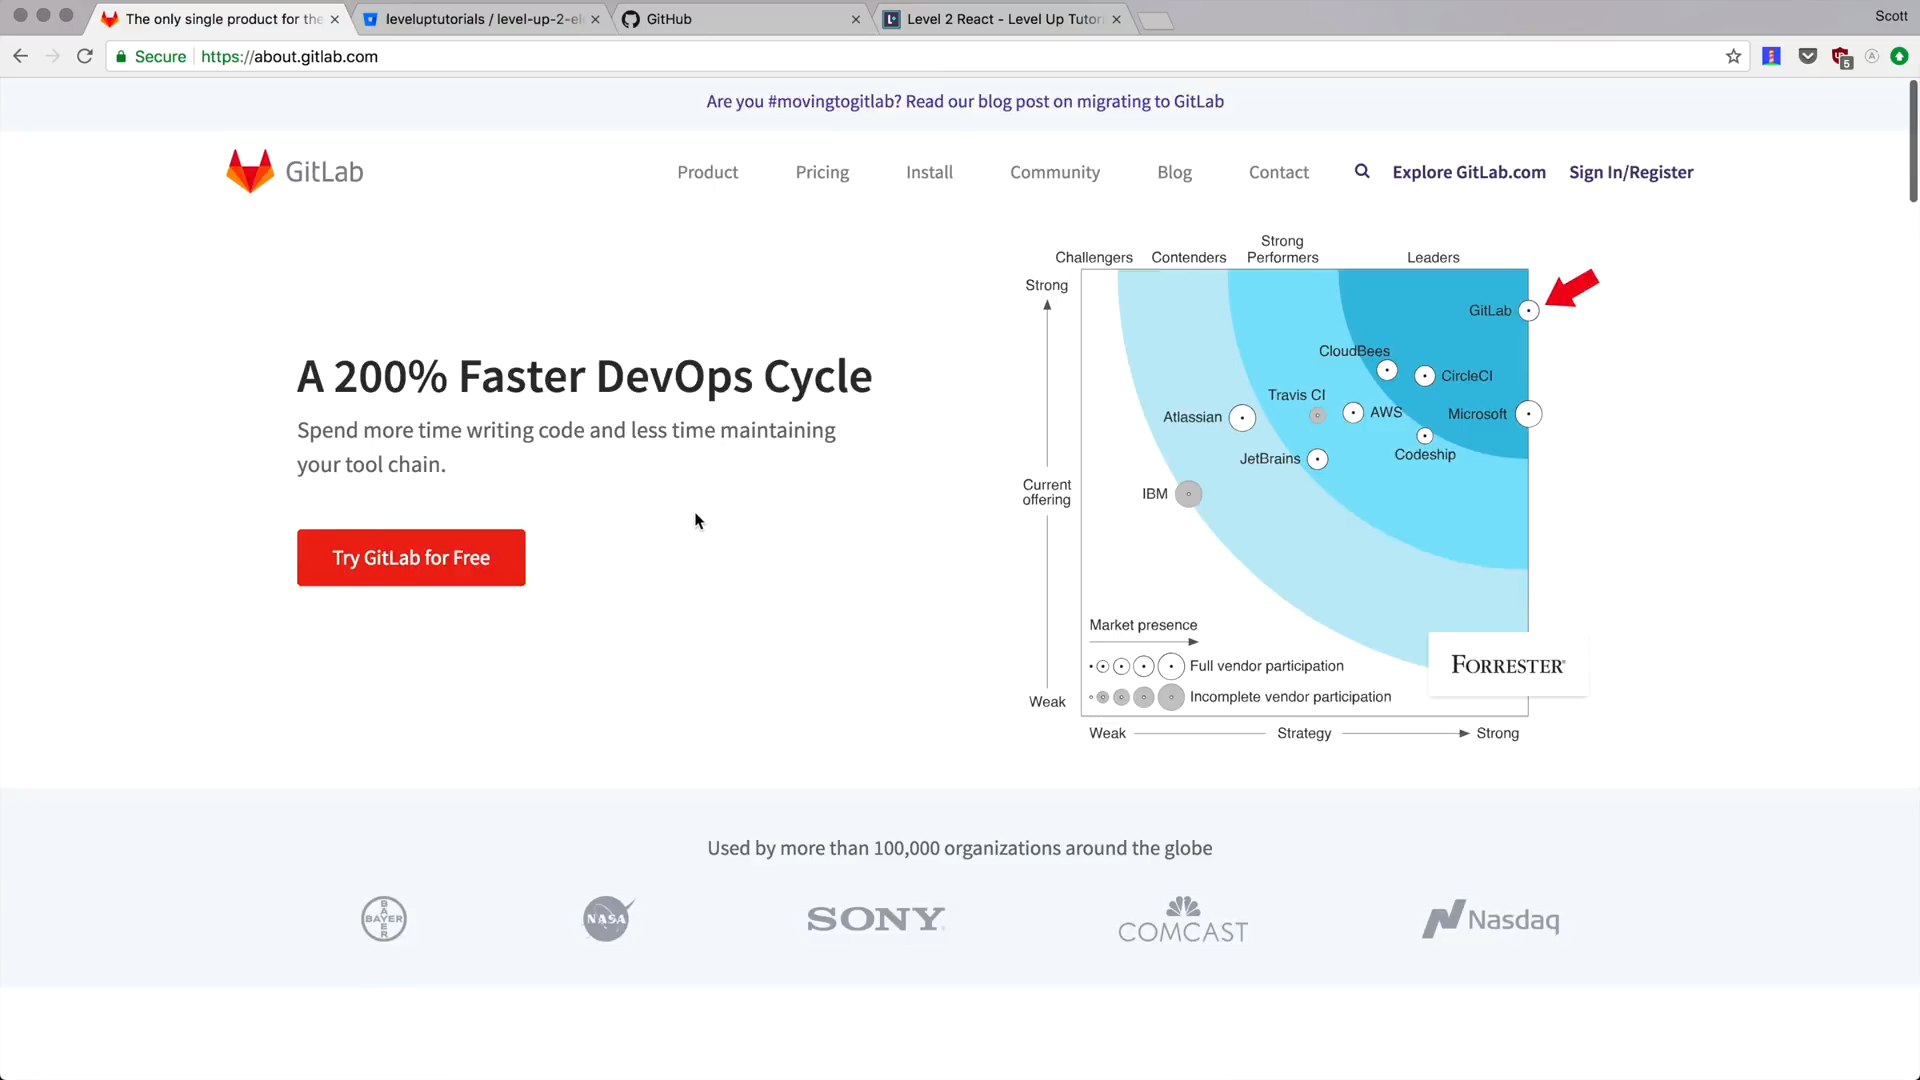 The only single product for the
leveluptutorials / level-up-2-el
GitHub
Level 2 React - Level Up Tutor
Scott
Secure
https://about.gitlab.com
5
Are you #movingtogitlab? Read our blog post on migrating to GitLab
GitLab
Product
Pricing
Install
Community
Blog
Contact
Explore GitLab.com
Sign In/Register
A 200% Faster DevOps Cycle
Spend more time writing code and less time maintaining
your tool chain.
Try GitLab for Free
Challengers
Contenders
Strong
Performers
Leaders
Strong
GitLab
CloudBees
CircleCI
Travis CI
Atlassian
AWS
Microsoft
Codeship
JetBrains
Current
offering
IBM
Market presence
Full vendor participation
Incomplete vendor participation
FORRESTER
Weak
Weak
Strategy
Strong
Used by more than 100,000 organizations around the globe
BAYER
BAYER
NASA
SONY
COMCAST
Nasdaq